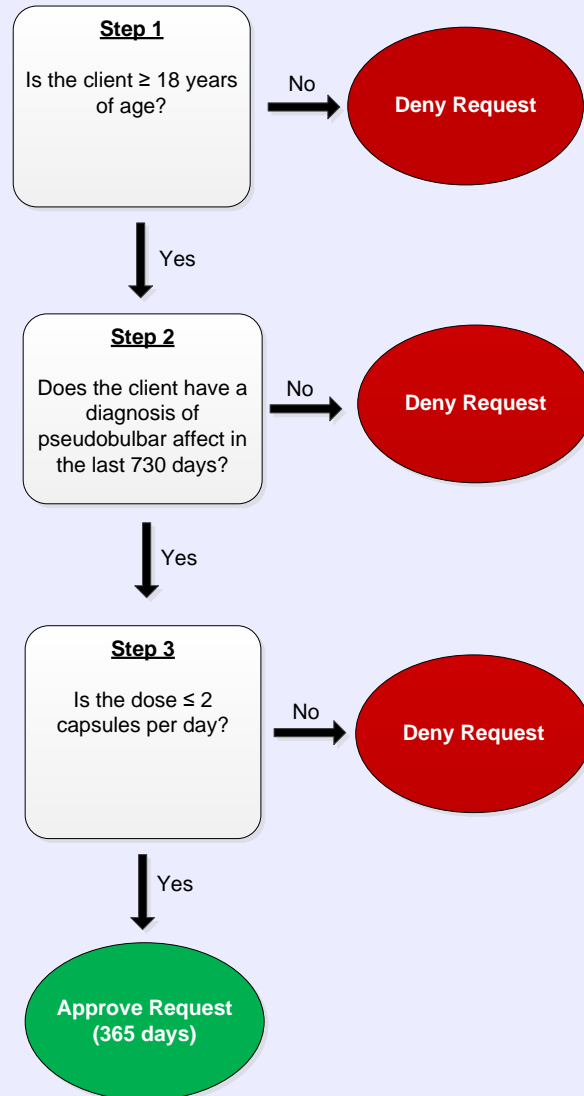 Step 1
Is the client ≥ 18 years
of age?
No
Deny Request
Yes
Step 2
Does the client have a
diagnosis of
pseudobulbar affect in
the last 730 days?
No
Deny Request
Yes
Step 3
Is the dose ≤ 2
capsules per day?
No
Deny Request
Yes
Approve Request
(365 days)